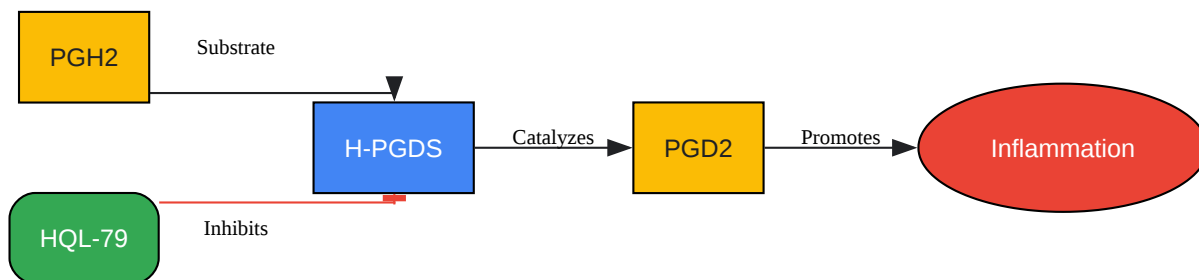 PGH2
Substrate
H-PGDS
Catalyzes
PGD2
Promotes
Inflammation
HQL-79
Inhibits